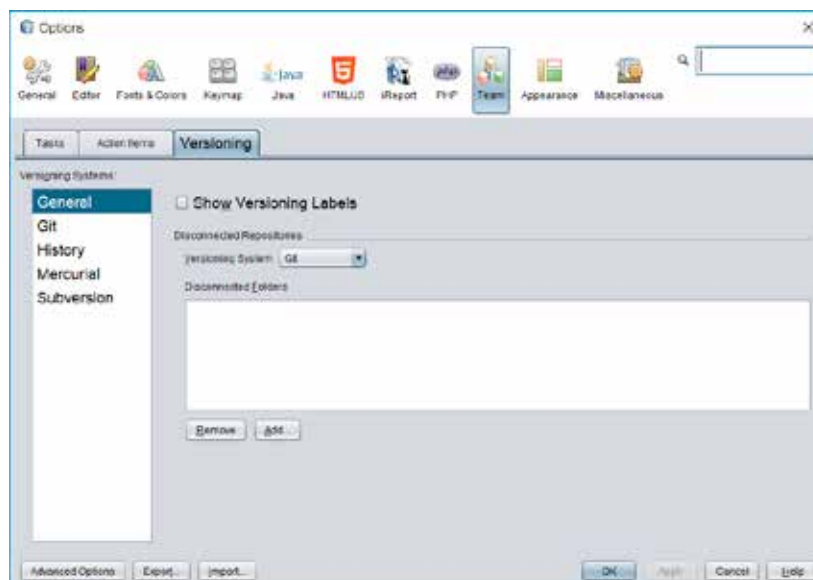 Options
General Editor Fonts & Colors Keymap Java HTML/JS iReport PHP Team Appearance Miscellaneous
Tasks Action Items Versioning
Versioning Systems:
General
Git
History
Mercurial
Subversion
Show Versioning Labels
Disconnected Repositories
Versioning System: Git
Disconnected Folders
Remove Add...
Advanced Options Export... Import... OK Apply Cancel Help